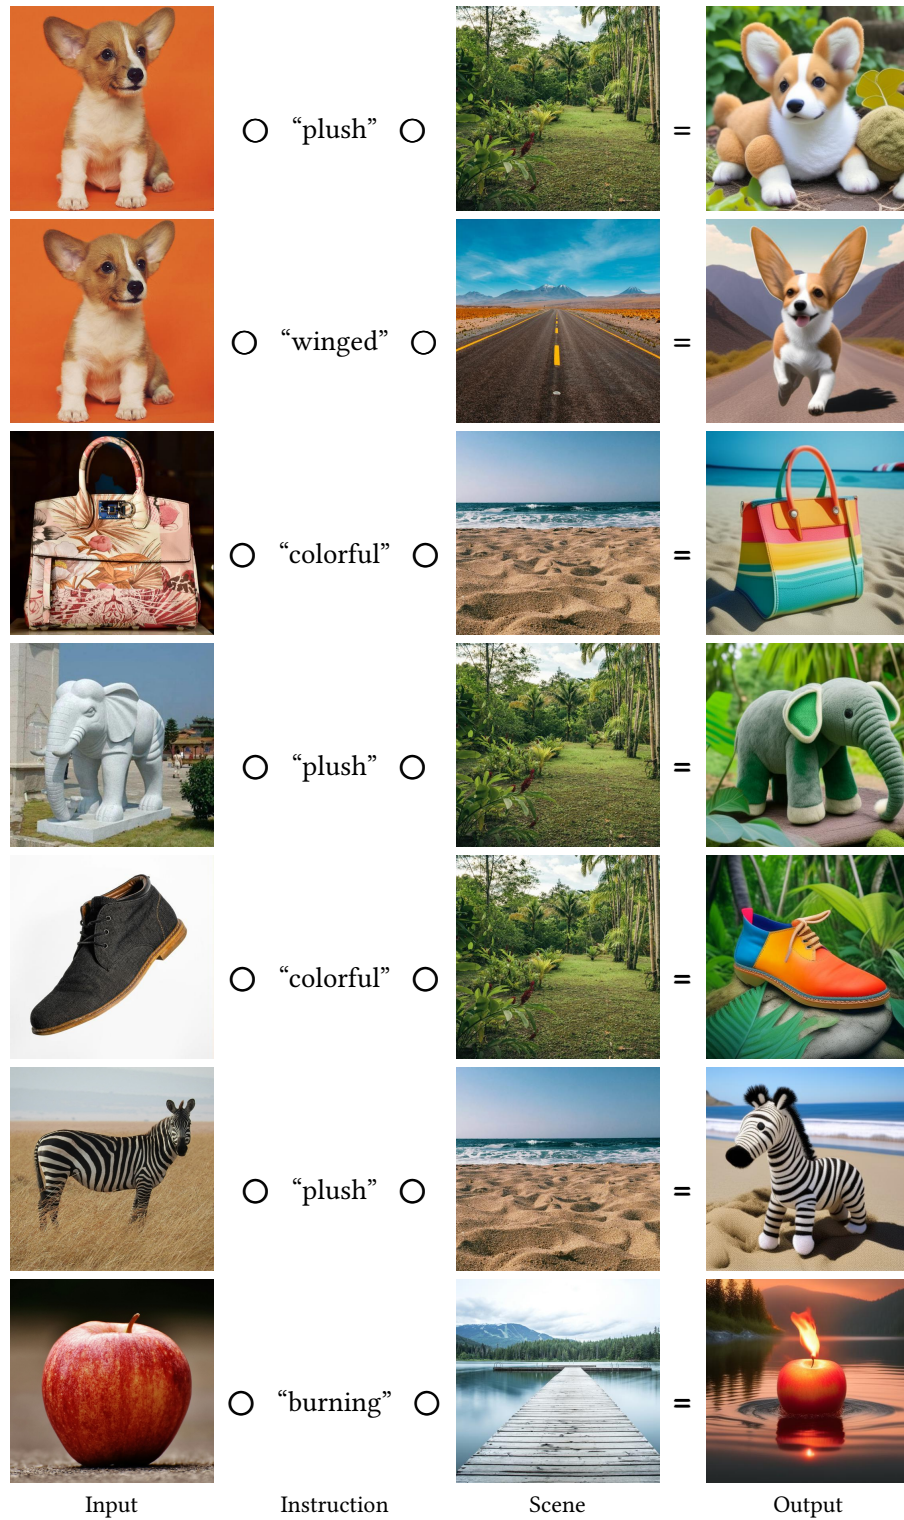 ○ “plush” ○ =
○ “winged” ○ =
○ “colorful” ○ =
○ “plush” ○ =
○ “colorful” ○ =
○ “plush” ○ =
○ “burning” ○ =
Input Instruction Scene Output